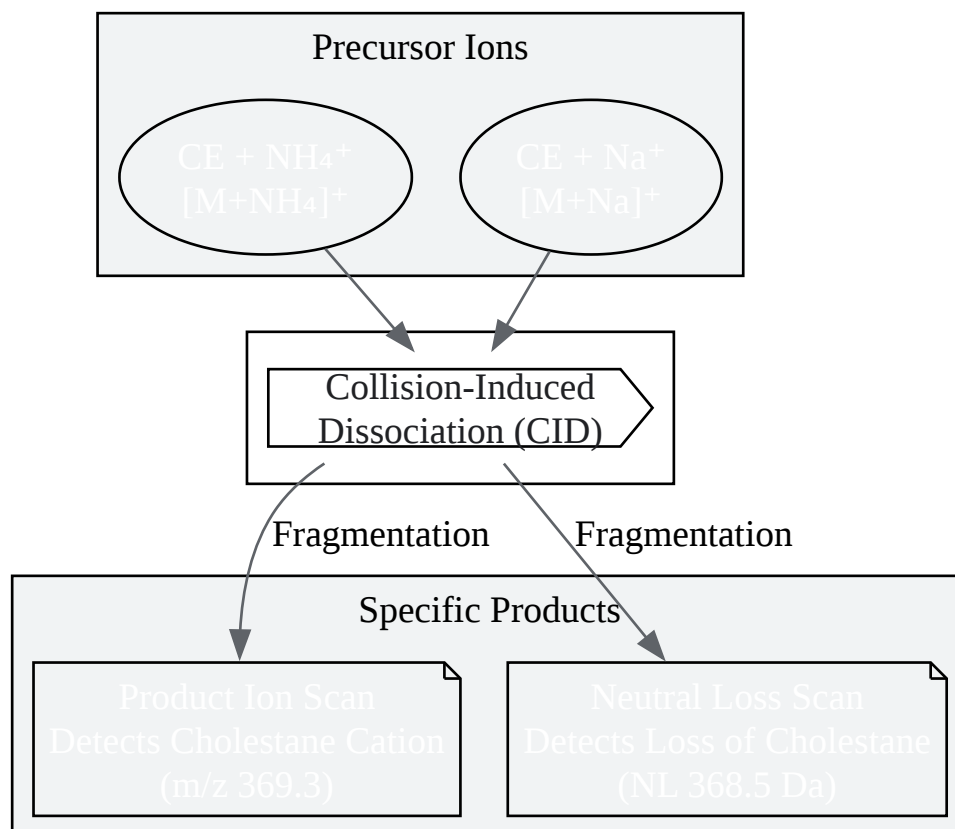 Precursor Ions
CE + NH₄⁺
[M+NH₄]⁺
CE + Na⁺
[M+Na]⁺
Collision-Induced
Dissociation (CID)
Fragmentation
Fragmentation
Specific Products
Product Ion Scan
Detects Cholestane Cation
(m/z 369.3)
Neutral Loss Scan
Detects Loss of Cholestane
(NL 368.5 Da)